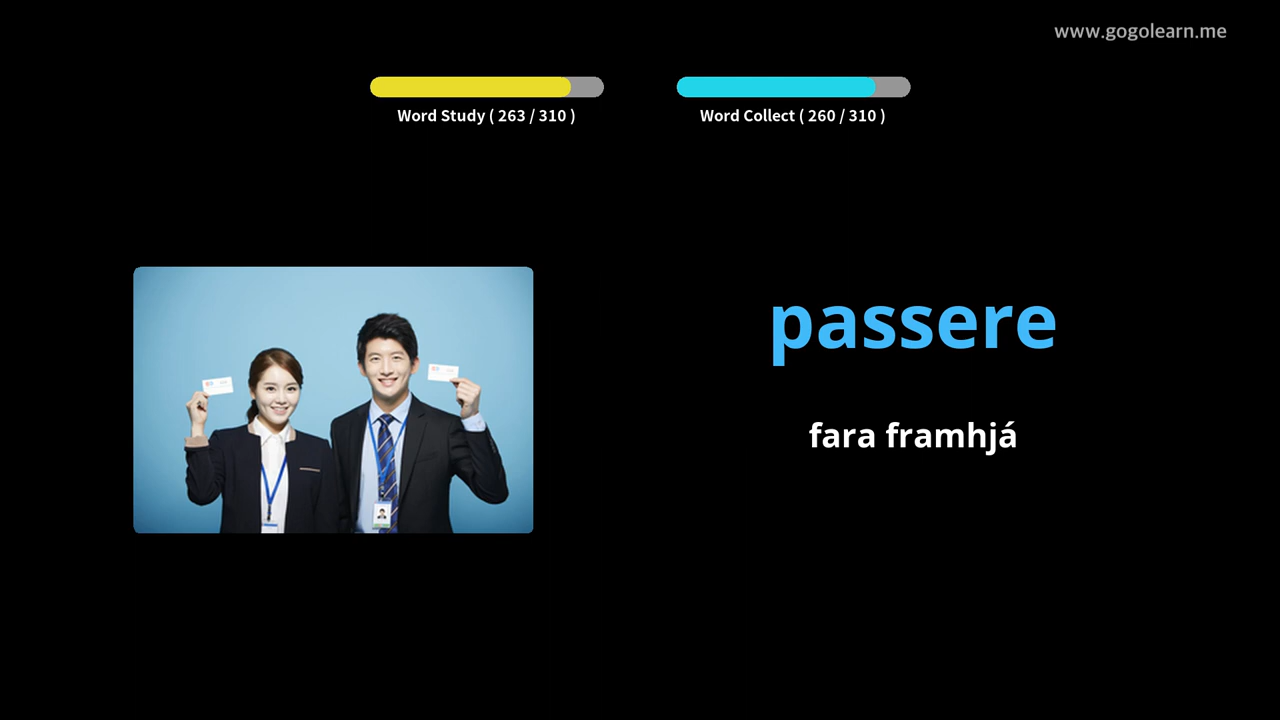 www.gogolearn.me
Word Study ( 263 / 310 )
Word Collect ( 260 / 310 )
passere
fara framhjá